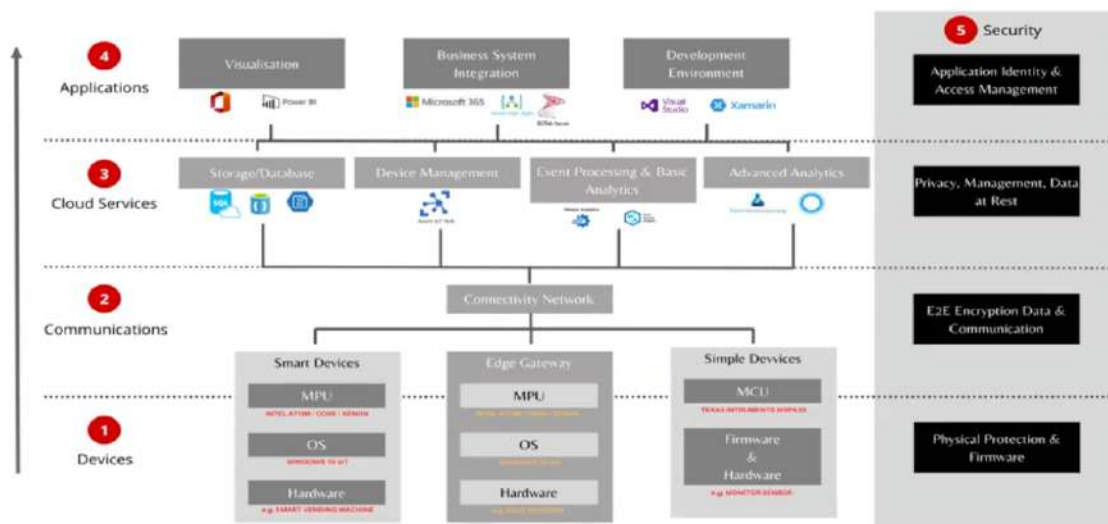 4
Applications
Visualisation
Power BI
Business System
Integration
Microsoft 365
Development
Environment
Visual
Studio
Xamarin
5 Security
Application Identity &
Access Management
3
Cloud Services
Storage/Database
SQL
Device Management
Azure IoT Hub
Event Processing & Basic
Analytics
Advanced Analytics
Privacy, Management, Data
at Rest
2
Communications
Connectivity Network
E2E Encryption Data &
Communication
1
Devices
Smart Devices
MPU
INTEL ATOM / CORE / XENON
OS
WINDOWS 10 IoT
Hardware
e.g. SMART VENDING MACHINE
Edge Gateway
MPU
OS
Hardware
Simple Devvices
MCU
Firmware
&
Hardware
e.g. MONITOR SENSOR
Physical Protection &
Firmware